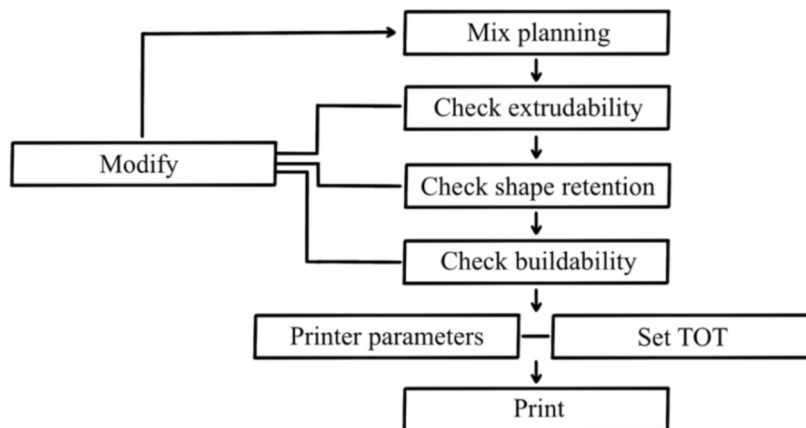 Mix planning
Check extrudability
Modify
Check shape retention
Check buildability
Printer parameters
Set TOT
Print